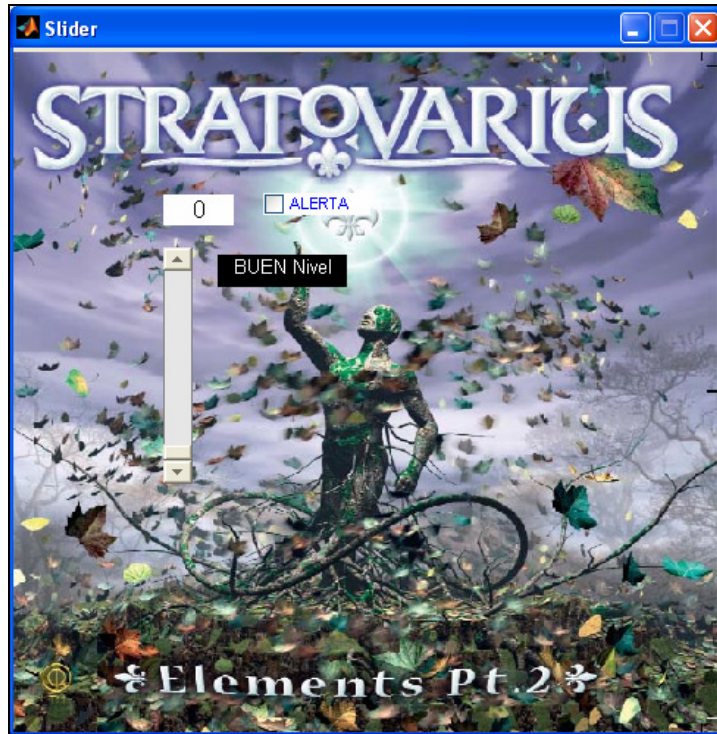 Slider
STRATOVARIUS
0
ALERTA
BUEN Nivel
Elements Pt.2